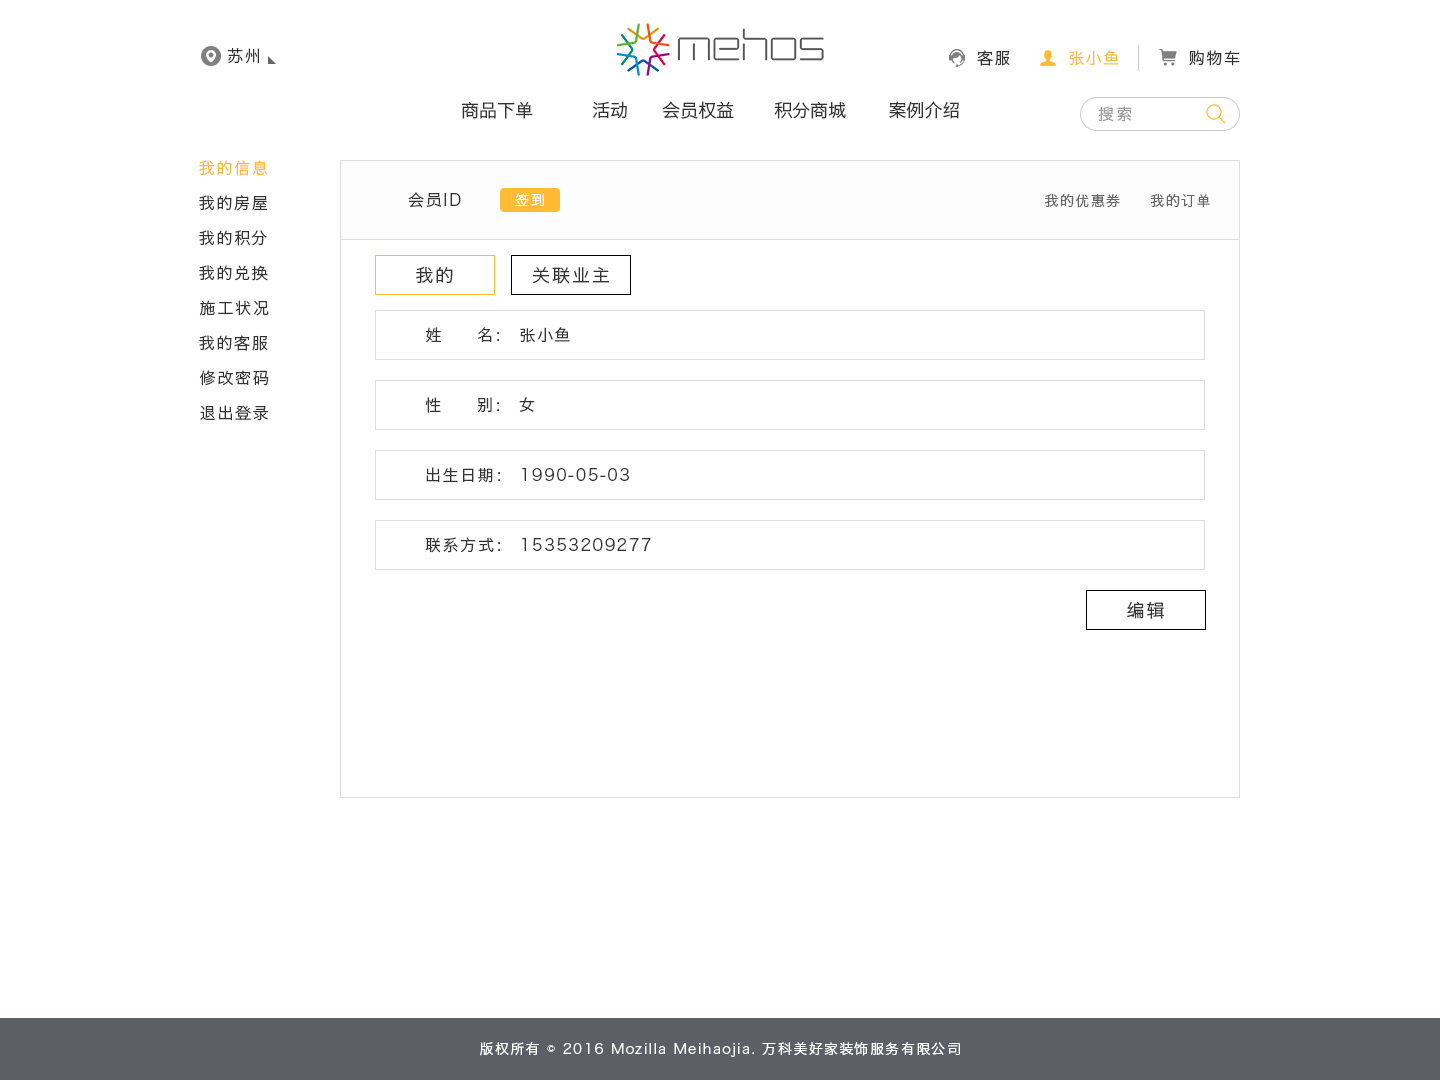 苏州
mehos
客服
张小鱼
购物车
商品下单 活动 会员权益 积分商城 案例介绍
搜索
我的信息
我的房屋
我的积分
我的兑换
施工状况
我的客服
修改密码
退出登录
会员ID 签到 我的优惠券 我的订单
我的 关联业主
姓 名: 张小鱼
性 别: 女
出生日期: 1990-05-03
联系方式: 15353209277
编辑
版权所有 © 2016 Mozilla Meihaojia. 万科美好家装饰服务有限公司